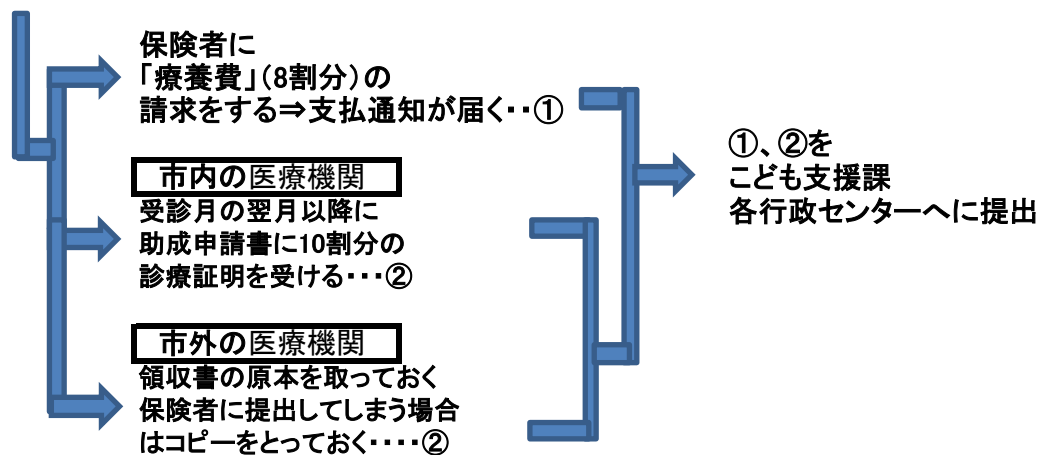 保険者に
「療養費」(8割分)の
請求をする⇒支払通知が届く・・①
市内の医療機関
受診月の翌月以降に
助成申請書に10割分の
診療証明を受ける・・・②
市外の医療機関
領収書の原本を取っておく
保険者に提出してしまう場合
はコピーをとっておく・・・・②
①、②を
こども支援課
各行政センターへに提出